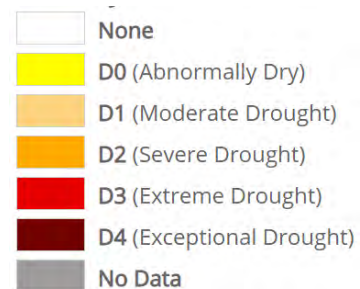 None
D0 (Abnormally Dry)
D1 (Moderate Drought)
D2 (Severe Drought)
D3 (Extreme Drought)
D4 (Exceptional Drought)
No Data